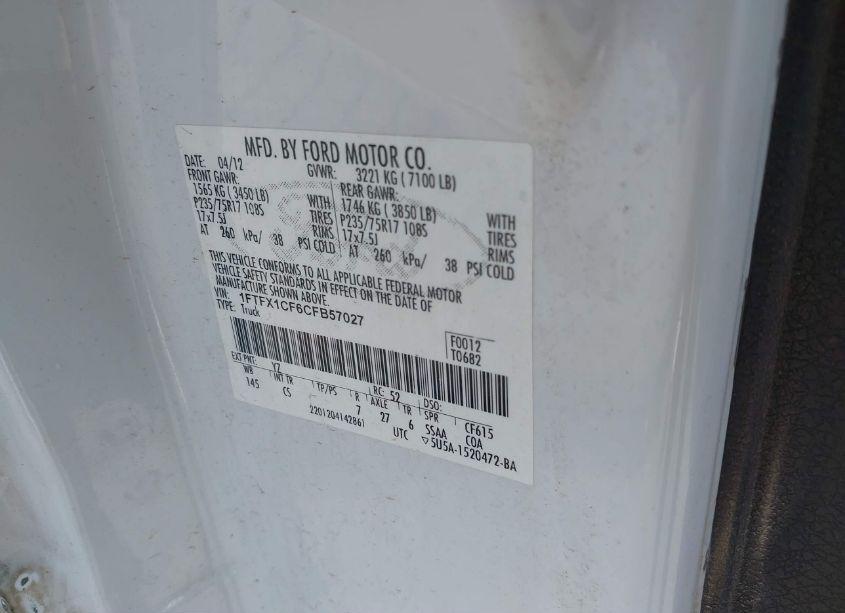 MFD. BY FORD MOTOR CO.
DATE: 04/12 GVWR: 3221 KG (7100 LB)
FRONT GAWR: REAR GAWR:
1565 KG (3450 LB) WITH 1746 KG (3850 LB) WITH
P235/75R17 108S TIRES P235/75R17 108S TIRES
17x7.5J RIMS 17x7.5J RIMS
AT 260 kPa/ 38 PSI COLD AT 260 kPa/ 38 PSI COLD
THIS VEHICLE CONFORMS TO ALL APPLICABLE FEDERAL MOTOR
VEHICLE SAFETY STANDARDS IN EFFECT ON THE DATE OF
MANUFACTURE SHOWN ABOVE.
VIN: 1FTFX1CF6CFB57027
TYPE: Truck
F0012
T0682
EXT PNT: YZ RC: 52 DSO:
WB INT TR TP/PS R AXLE TR SPR CF615
145 CS 7 27 6 SSAA COA
2201204142861 UTC ▽5U5A-1520472-BA